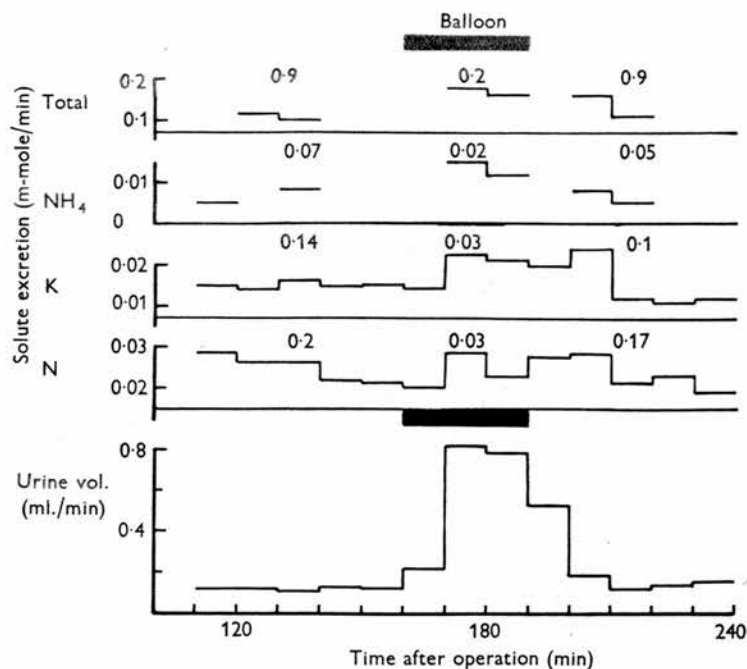 Balloon
Solute excretion (m-mole/min)
Total
0·2
0·1
0·9
0·2
0·9
NH4
0·01
0
0·07
0·02
0·05
K
0·02
0·01
0·14
0·03
0·1
N
0·03
0·02
0·2
0·03
0·17
Urine vol.
(ml./min)
0·8
0·4
120
180
240
Time after operation (min)